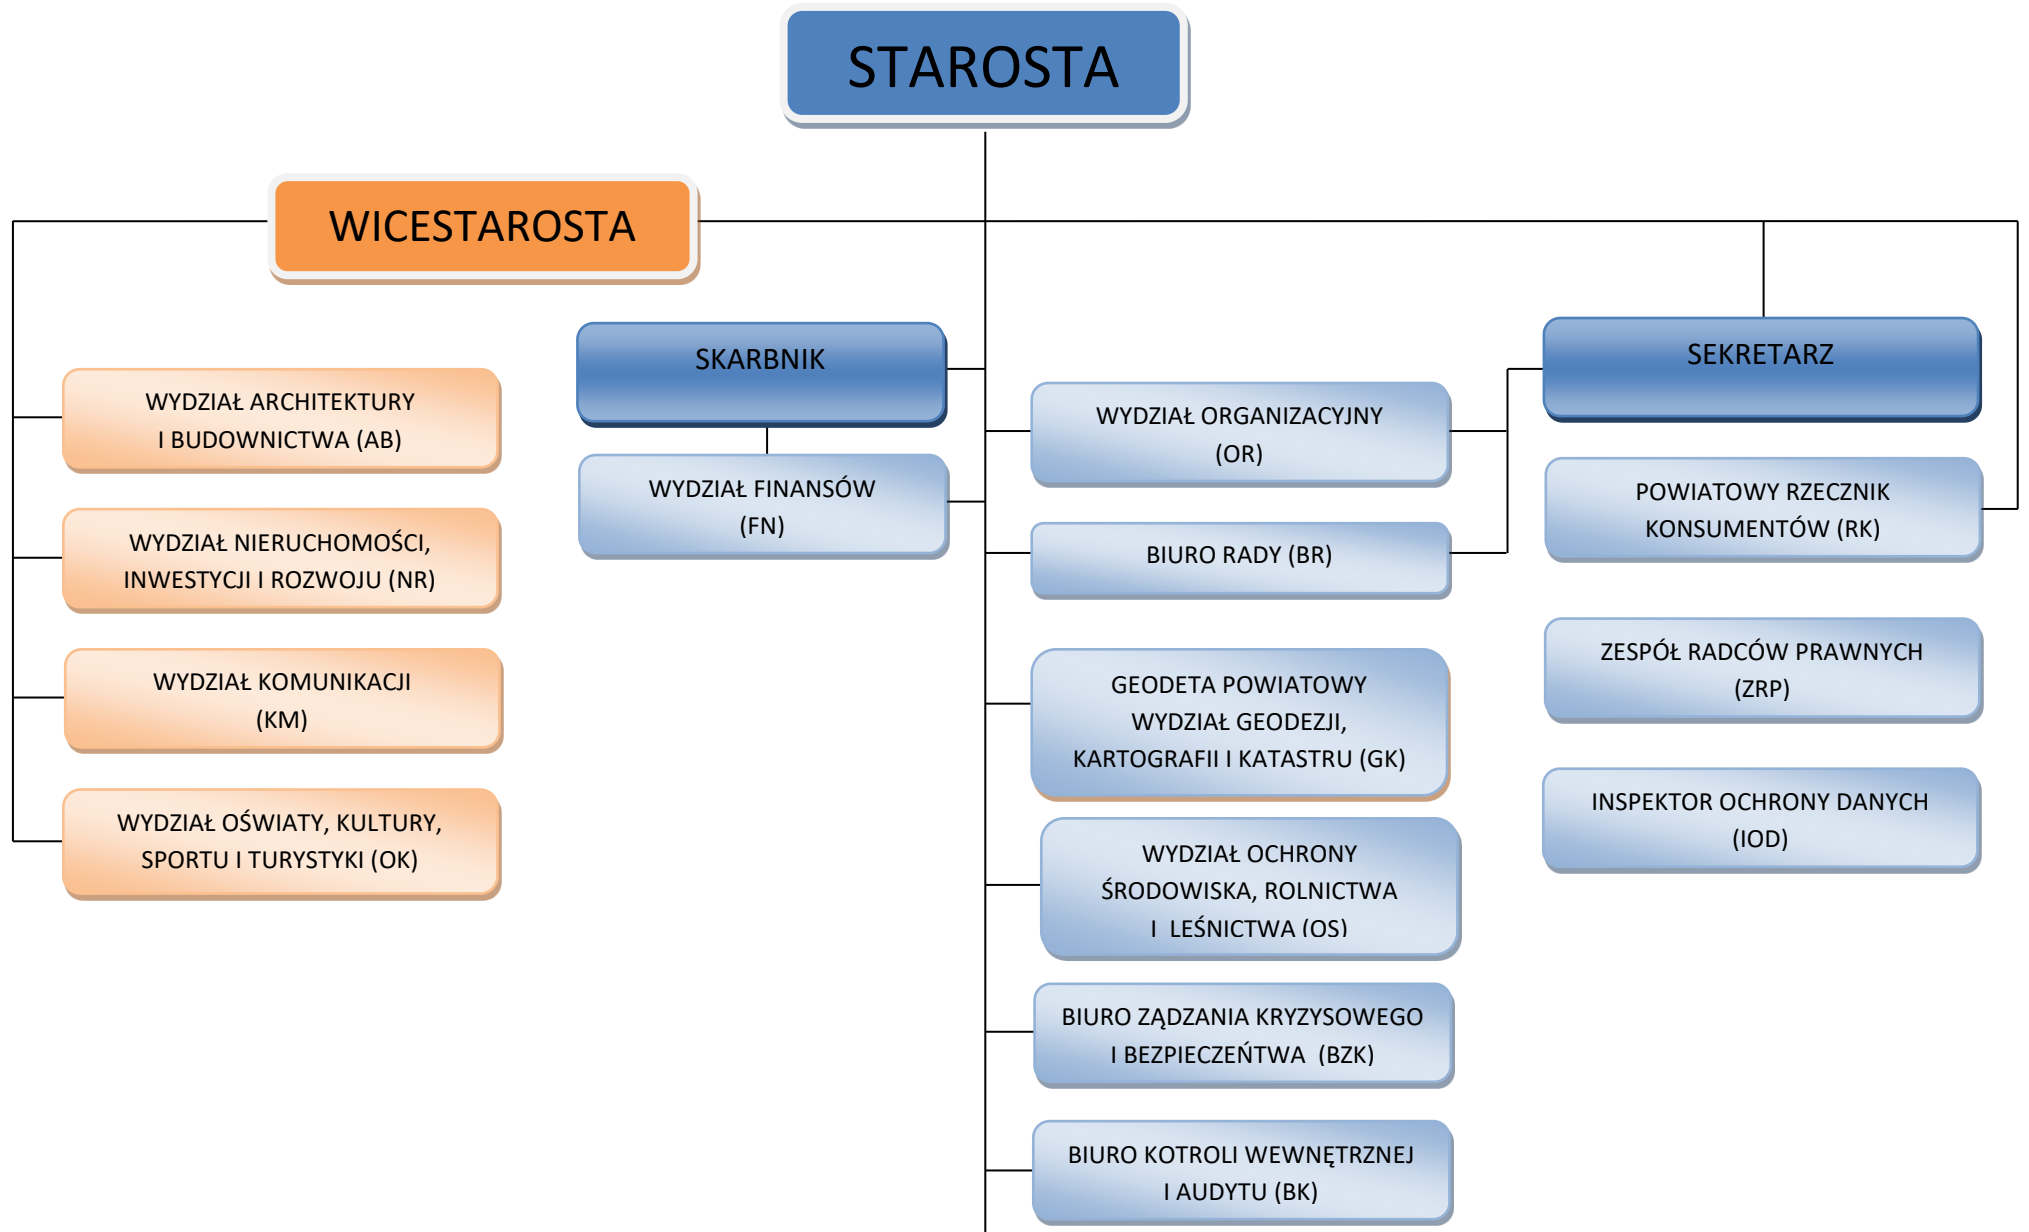 STAROSTA
WICESTAROSTA
SKARBNIK
SEKRETARZ
WYDZIAŁ ARCHITEKTURY
I BUDOWNICTWA (AB)
WYDZIAŁ NIERUCHOMOŚCI,
INWESTYCJI I ROZWOJU (NR)
WYDZIAŁ KOMUNIKACJI
(KM)
WYDZIAŁ OŚWIATY, KULTURY,
SPORTU I TURYSTYKI (OK)
WYDZIAŁ FINANSÓW
(FN)
WYDZIAŁ ORGANIZACYJNY
(OR)
BIURO RADY (BR)
GEODETA POWIATOWY
WYDZIAŁ GEODEZJI,
KARTOGRAFII I KATASTRU (GK)
WYDZIAŁ OCHRONY
ŚRODOWISKA, ROLNICTWA
I LEŚNICTWA (OS)
BIURO ZĄDZANIA KRYZYSOWEGO
I BEZPIECZEŃTWA (BZK)
BIURO KOTROLI WEWNĘTRZNEJ
I AUDYTU (BK)
POWIATOWY RZECZNIK
KONSUMENTÓW (RK)
ZESPÓŁ RADCÓW PRAWNYCH
(ZRP)
INSPEKTOR OCHRONY DANYCH
(IOD)